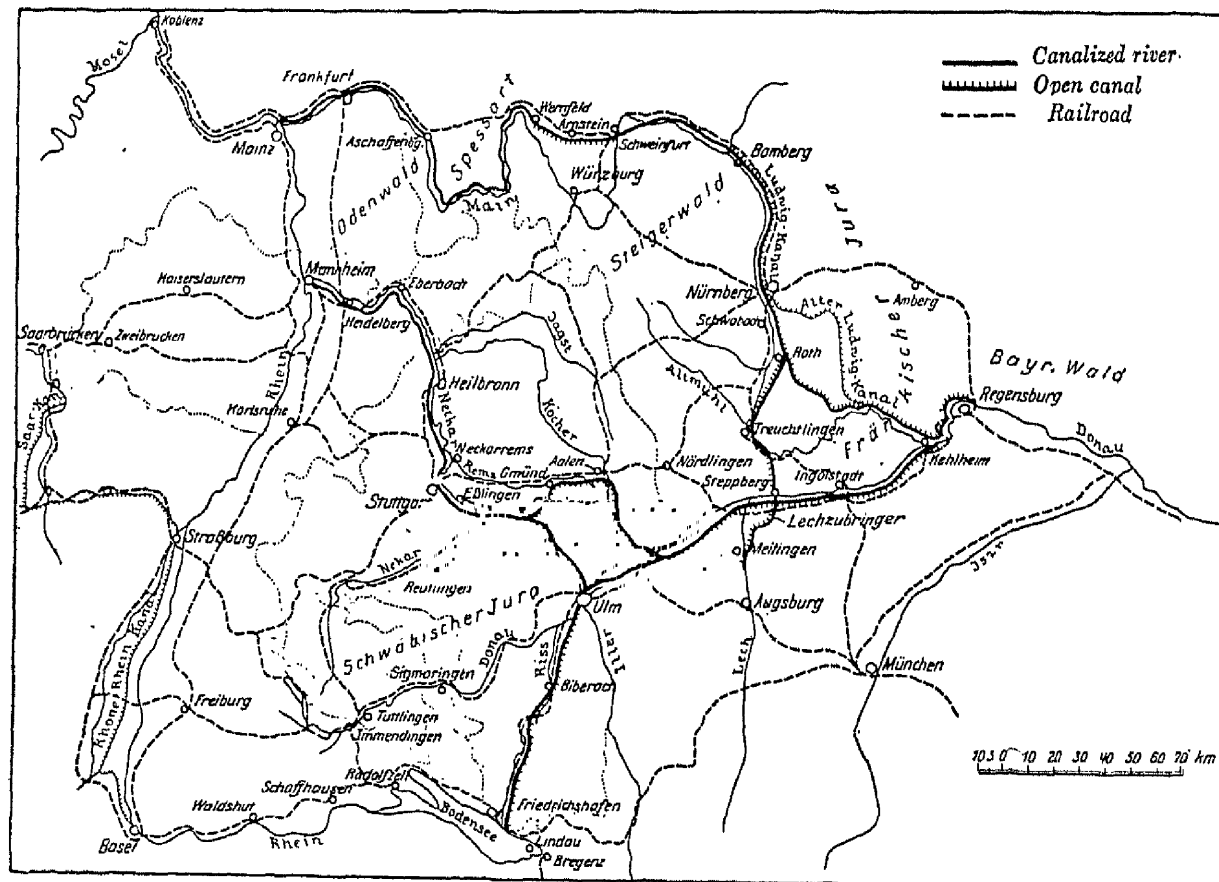 Koblenz
Mosel
Canalized river.
Open canal
Railroad
Frankfurt
Mainz
Aschaffenbg.
Spessart
Wernfeld
Arnstein
Schweinfurt
Bamberg
Würzburg
Main
Odenwald
Steigerwald
Ludwig-Kanal
Jura
Kaiserslautern
Mannheim
Eberbach
Heidelberg
Nürnberg
Amberg
Saarbrücken
Zweibrücken
Schwabach
Alter
Ludwig-Kanal
Jagst
Roth
Fränkischer
Bayr. Wald
Rhein
Heilbronn
Altmühl
Regensburg
Saar-Kanal
Karlsruhe
Neckar
Kocher
Treuchtlingen
Donau
Neckarrems
Rems
Gmünd
Aalen
Nördlingen
Kehlheim
Stuttga.
Eßlingen
Steppberg
Ingolstadt
Lechzubringer
Straßburg
Meitingen
Isar
Nekar
Reutlingen
Ulm
Augsburg
Schwäbischer Jura
Rhone Rhein Kanal
Donau
Riss
Iller
Lech
München
Sigmaringen
Biberach
Freiburg
Tuttlingen
Immendingen
10 5 0 10 20 30 40 50 60 70 km
Radolfzell
Schaffhausen
Waldshut
Friedrichshafen
Bodensee
Basel
Rhein
Lindau
Bregenz